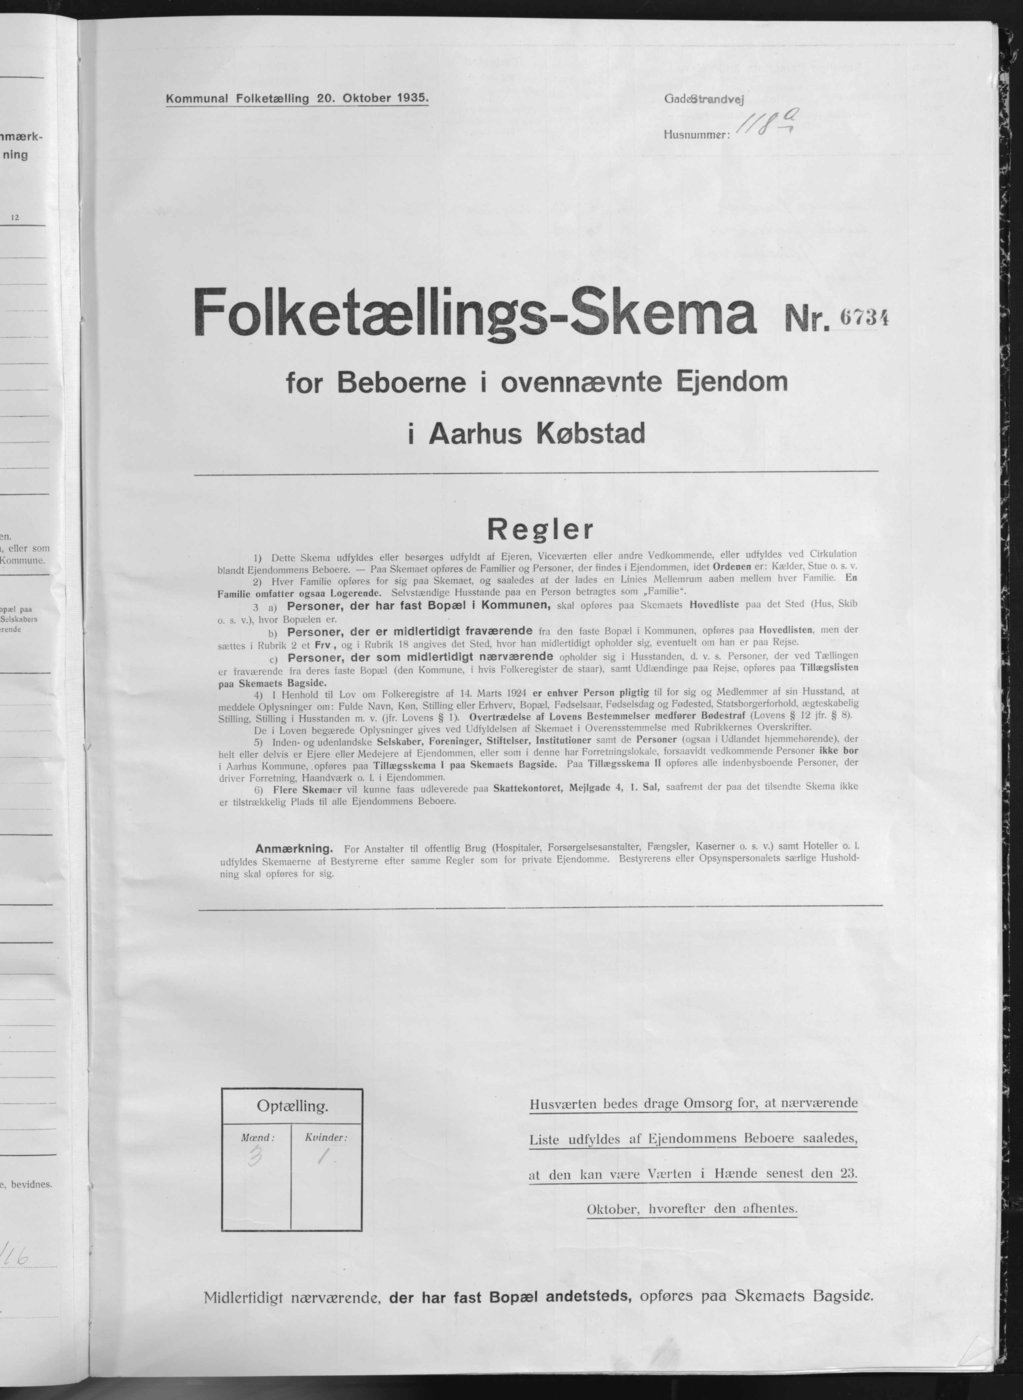 nmærk-
ning
12
en.
, eller som
Kommune.
opæl paa
Selskabers
erende
e, bevidnes.
116
Kommunal Folketælling 20. Oktober 1935.
Gade Strandvej
Husnummer: 118 a
Folketællings-Skema Nr. 6734
for Beboerne i ovennævnte Ejendom
i Aarhus Købstad
Regler
1) Dette Skema udfyldes eller besørges udfyldt af Ejeren, Viceværten eller andre Vedkommende, eller udfyldes ved Cirkulation
blandt Ejendommens Beboere. — Paa Skemaet opføres de Familier og Personer, der findes i Ejendommen, idet Ordenen er: Kælder, Stue o. s. v.
2) Hver Familie opføres for sig paa Skemaet, og saaledes at der lades en Linies Mellemrum aaben mellem hver Familie. En
Familie omfatter ogsaa Logerende. Selvstændige Husstande paa en Person betragtes som „Familie".
3 a) Personer, der har fast Bopæl i Kommunen, skal opføres paa Skemaets Hovedliste paa det Sted (Hus, Skib
o. s. v.), hvor Bopælen er.
b) Personer, der er midlertidigt fraværende fra den faste Bopæl i Kommunen, opføres paa Hovedlisten, men der
sættes i Rubrik 2 et Frv., og i Rubrik 18 angives det Sted, hvor han midlertidigt opholder sig, eventuelt om han er paa Rejse.
c) Personer, der som midlertidigt nærværende opholder sig i Husstanden, d. v. s. Personer, der ved Tællingen
er fraværende fra deres faste Bopæl (den Kommune, i hvis Folkeregister de staar), samt Udlændinge paa Rejse, opføres paa Tillægslisten
paa Skemaets Bagside.
4) I Henhold til Lov om Folkeregistre af 14. Marts 1924 er enhver Person pligtig til for sig og Medlemmer af sin Husstand, at
meddele Oplysninger om: Fulde Navn, Køn, Stilling eller Erhverv, Bopæl, Fødselsaar, Fødselsdag og Fødested, Statsborgerforhold, ægteskabelig
Stilling, Stilling i Husstanden m. v. (jfr. Lovens § 1). Overtrædelse af Lovens Bestemmelser medfører Bødestraf (Lovens § 12 jfr. § 8).
De i Loven begærede Oplysninger gives ved Udfyldelsen af Skemaet i Overensstemmelse med Rubrikkernes Overskrifter.
5) Inden- og udenlandske Selskaber, Foreninger, Stiftelser, Institutioner samt de Personer (ogsaa i Udlandet hjemmehørende), der
helt eller delvis er Ejere eller Medejere af Ejendommen, eller som i denne har Forretningslokale, forsaavidt vedkommende Personer ikke bor
i Aarhus Kommune, opføres paa Tillægsskema I paa Skemaets Bagside. Paa Tillægsskema II opføres alle indenbysboende Personer, der
driver Forretning, Haandværk o. l. i Ejendommen.
6) Flere Skemaer vil kunne faas udleverede paa Skattekontoret, Mejlgade 4, 1. Sal, saafremt der paa det tilsendte Skema ikke
er tilstrækkelig Plads til alle Ejendommens Beboere.
Anmærkning. For Anstalter til offentlig Brug (Hospitaler, Forsørgelsesanstalter, Fængsler, Kaserner o. s. v.) samt Hoteller o. l.
udfyldes Skemaerne af Bestyrerne efter samme Regler som for private Ejendomme. Bestyrerens eller Opsynspersonalets særlige Hushold-
ning skal opføres for sig.
Optælling.
Mænd: Kvinder:
3 1.
Husværten bedes drage Omsorg for, at nærværende
Liste udfyldes af Ejendommens Beboere saaledes,
at den kan være Værten i Hænde senest den 23.
Oktober, hvorefter den afhentes.
Midlertidigt nærværende, der har fast Bopæl andetsteds, opføres paa Skemaets Bagside.